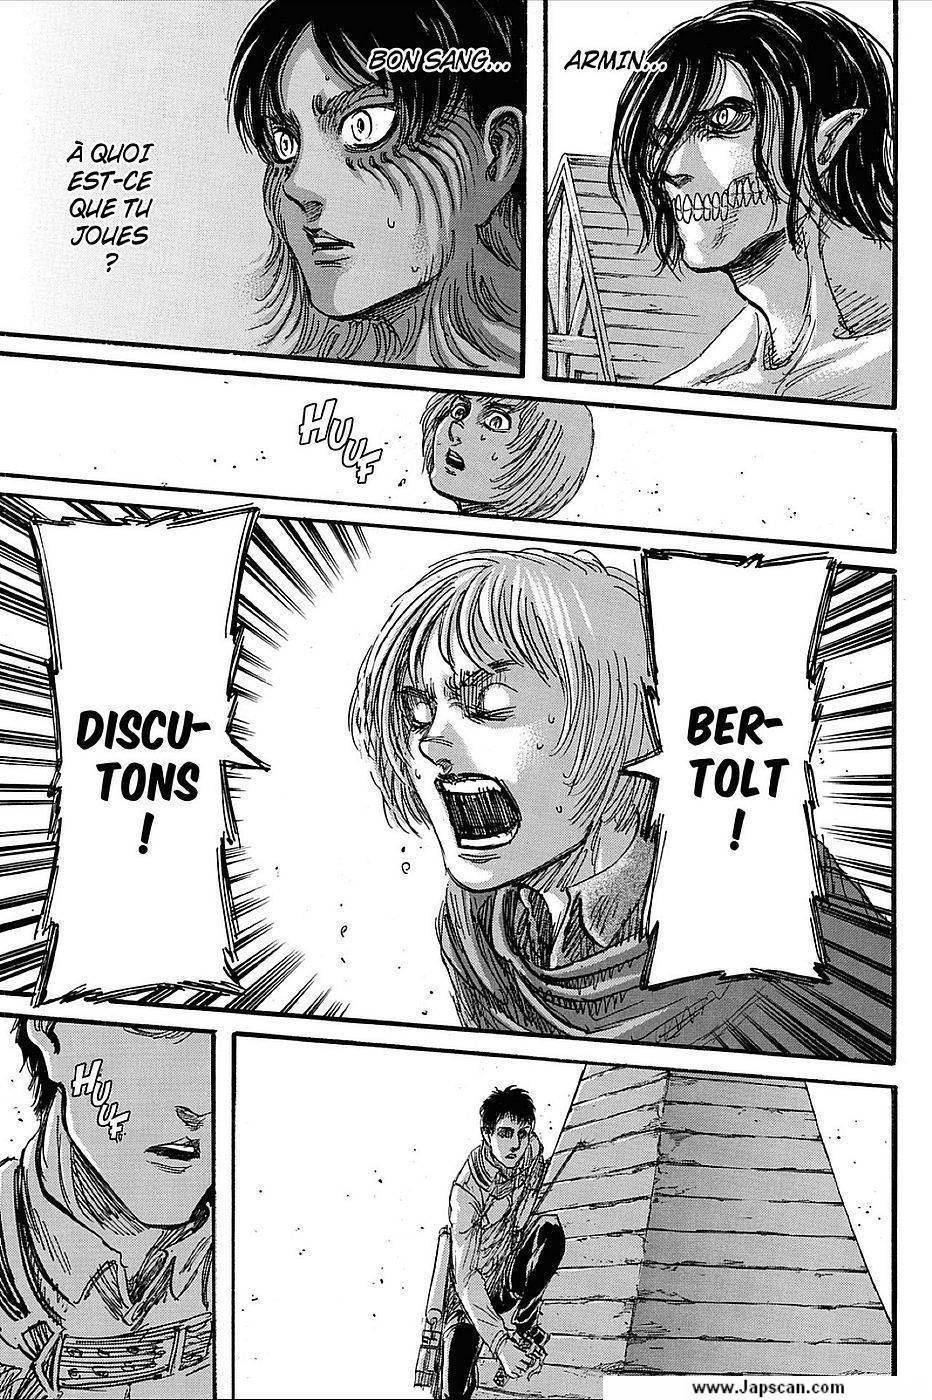 ARMIN...
BON SANG...
À QUOI
EST-CE
QUE TU
JOUES
?
HUUF
BER-
TOLT
!
DISCU-
TONS
!
HUUF
www.Japscan.com